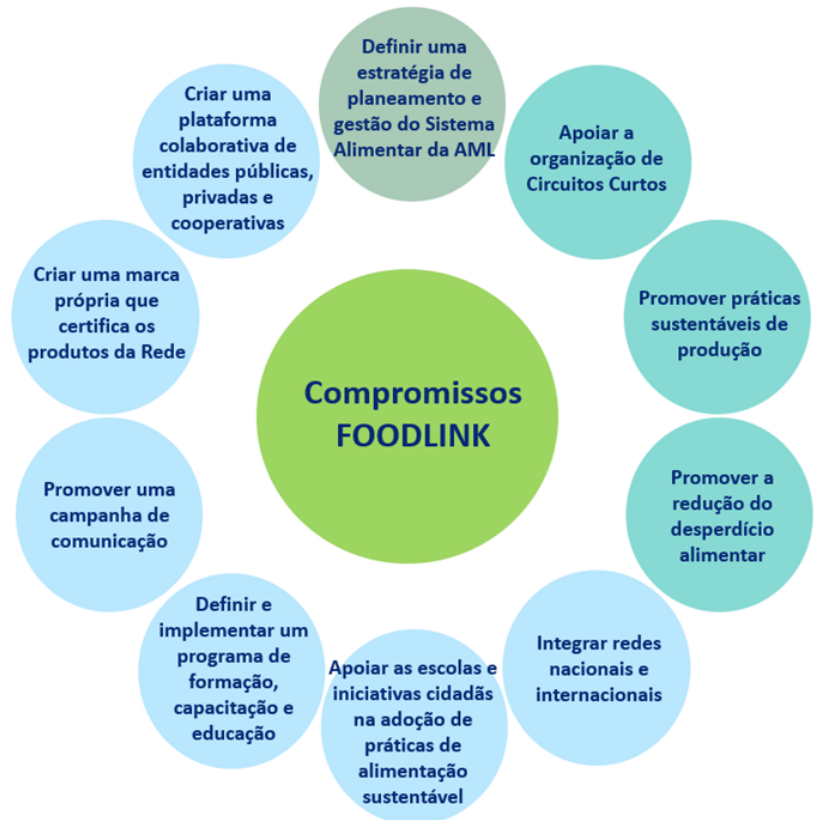 Definir uma
estratégia de
planeamento e
gestão do Sistema
Alimentar da AML
Apoiar a
organização de
Circuitos Curtos
Promover práticas
sustentáveis de
produção
Promover a
redução do
desperdício
alimentar
Integrar redes
nacionais e
internacionais
Apoiar as escolas e
iniciativas cidadãs
na adoção de
práticas de
alimentação
sustentável
Definir e
implementar um
programa de
formação,
capacitação e
educação
Promover uma
campanha de
comunicação
Criar uma marca
própria que
certifica os
produtos da Rede
Criar uma
plataforma
colaborativa de
entidades públicas,
privadas e
cooperativas
Compromissos
FOODLINK